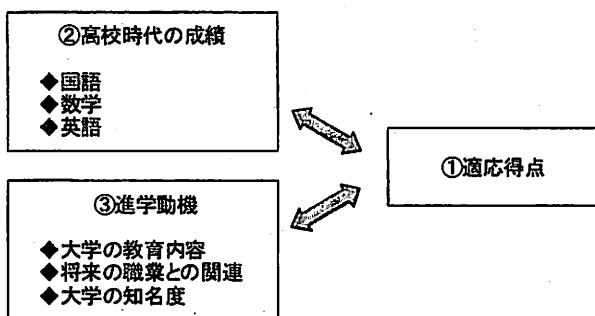 ②高校時代の成績
◆国語
◆数学
◆英語
①適応得点
③進学動機
◆大学の教育内容
◆将来の職業との関連
◆大学の知名度